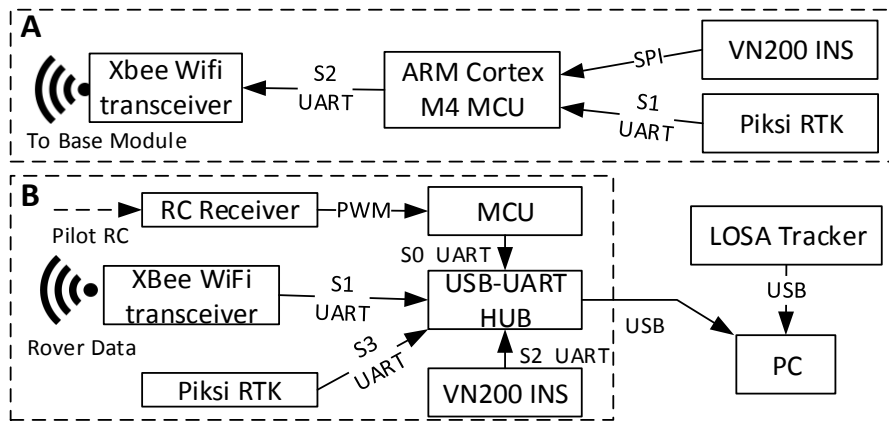 A
Xbee Wifi
transceiver
To Base Module
S2
UART
ARM Cortex
M4 MCU
SPI
S1
UART
VN200 INS
Piksi RTK
B
Pilot RC
RC Receiver
PWM
MCU
S0 UART
Rover Data
XBee WiFi
transceiver
S1
UART
USB-UART
HUB
S3
UART
Piksi RTK
S2 UART
VN200 INS
USB
LOSA Tracker
USB
PC